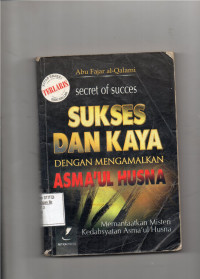 Abu Fajar al-Qalami
secret of succes
TERLARIS
SUKSES
DAN KAYA
DENGAN MENGAMALKAN
ASMA'UL HUSNA
Memanfaatkan Misteri
Kedahsyatan Asma'ul Husna